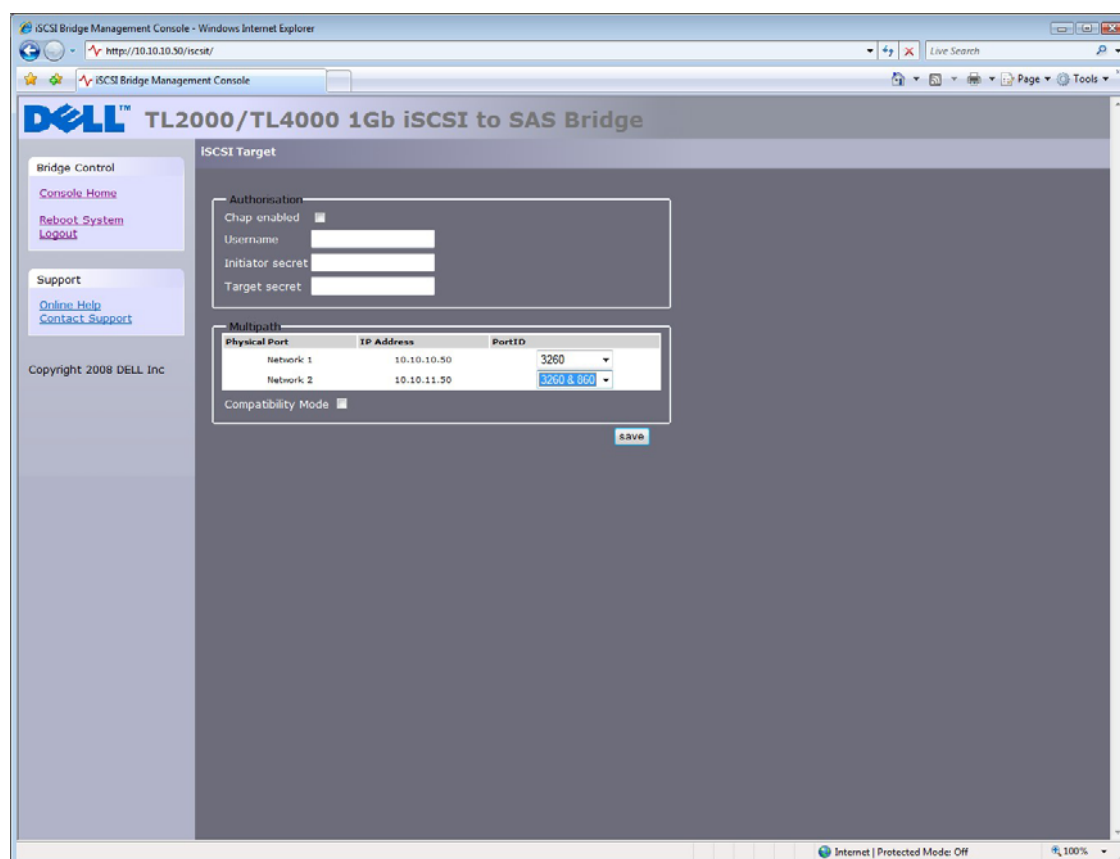 iSCSI Bridge Management Console - Windows Internet Explorer
http://10.10.10.50/iscsit/
Live Search
iSCSI Bridge Management Console
Page
Tools
DELL™ TL2000/TL4000 1Gb iSCSI to SAS Bridge
iSCSI Target
Bridge Control
Console Home
Reboot System
Logout
Support
Online Help
Contact Support
Copyright 2008 DELL Inc
Authorisation
Chap enabled
Username
Initiator secret
Target secret
Multipath
Physical Port IP Address PortID
Network 1 10.10.10.50 3260
Network 2 10.10.11.50 3260 & 860
Compatibility Mode
save
Internet | Protected Mode: Off
100%